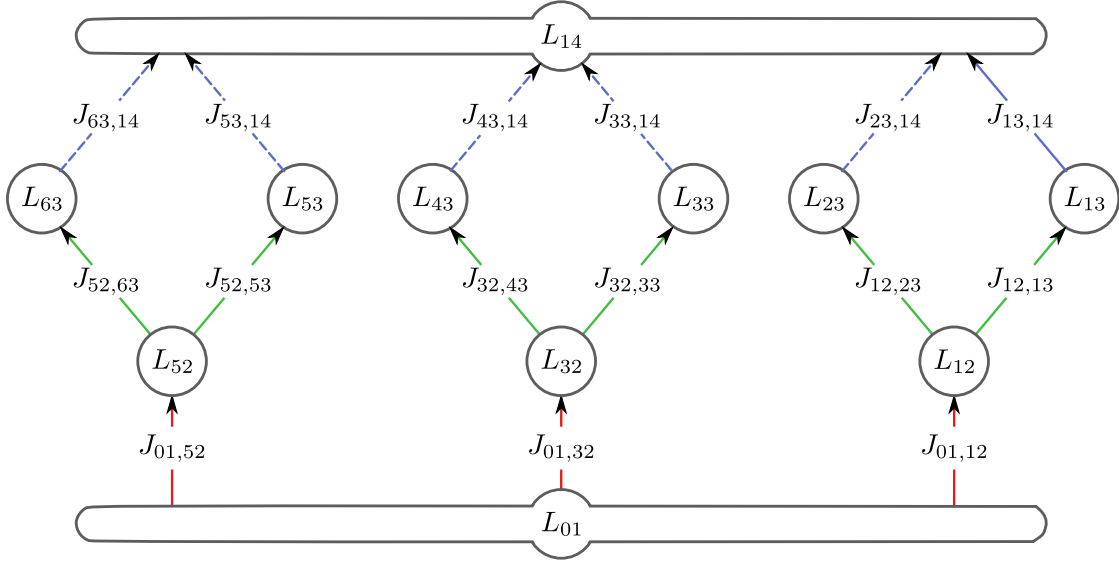 L₁₄
J₆₃,₁₄ J₅₃,₁₄ J₄₃,₁₄ J₃₃,₁₄ J₂₃,₁₄ J₁₃,₁₄
L₆₃ L₅₃ L₄₃ L₃₃ L₂₃ L₁₃
J₅₂,₆₃ J₅₂,₅₃ J₃₂,₄₃ J₃₂,₃₃ J₁₂,₂₃ J₁₂,₁₃
L₅₂ L₃₂ L₁₂
J₀₁,₅₂ J₀₁,₃₂ J₀₁,₁₂
L₀₁